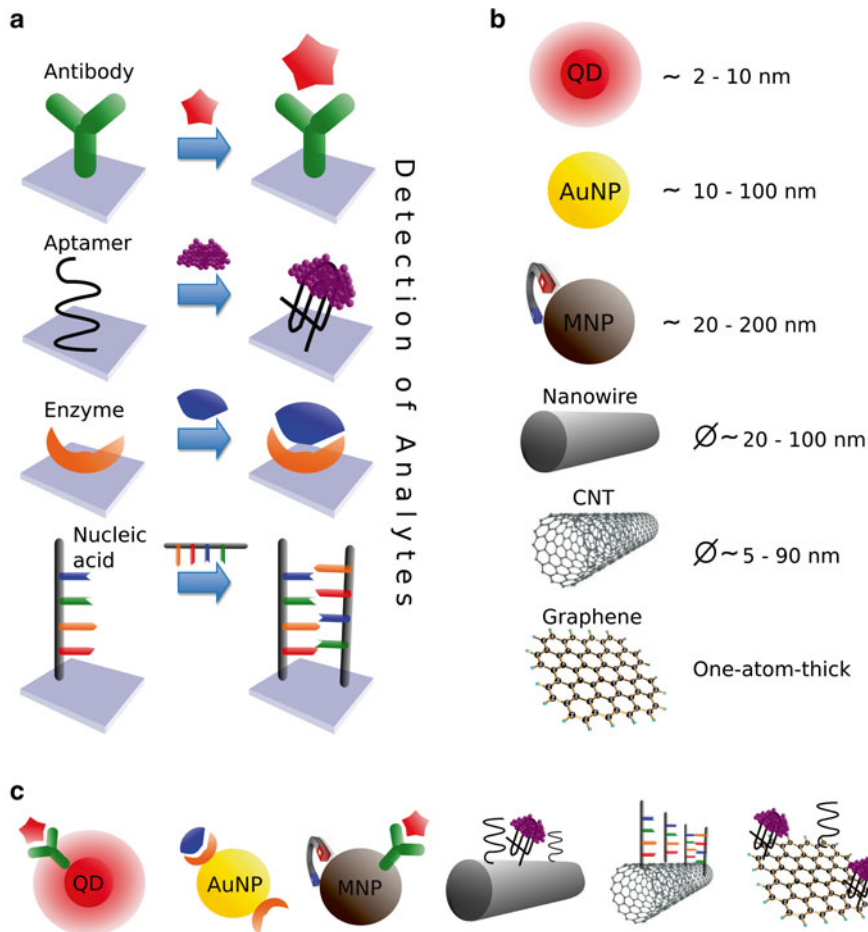 a
Antibody
Aptamer
Enzyme
Nucleic
acid
Detection of Analytes
b
QD
~ 2 - 10 nm
AuNP
~ 10 - 100 nm
MNP
~ 20 - 200 nm
Nanowire
Ø~ 20 - 100 nm
CNT
Ø~ 5 - 90 nm
Graphene
One-atom-thick
c
QD
AuNP
MNP